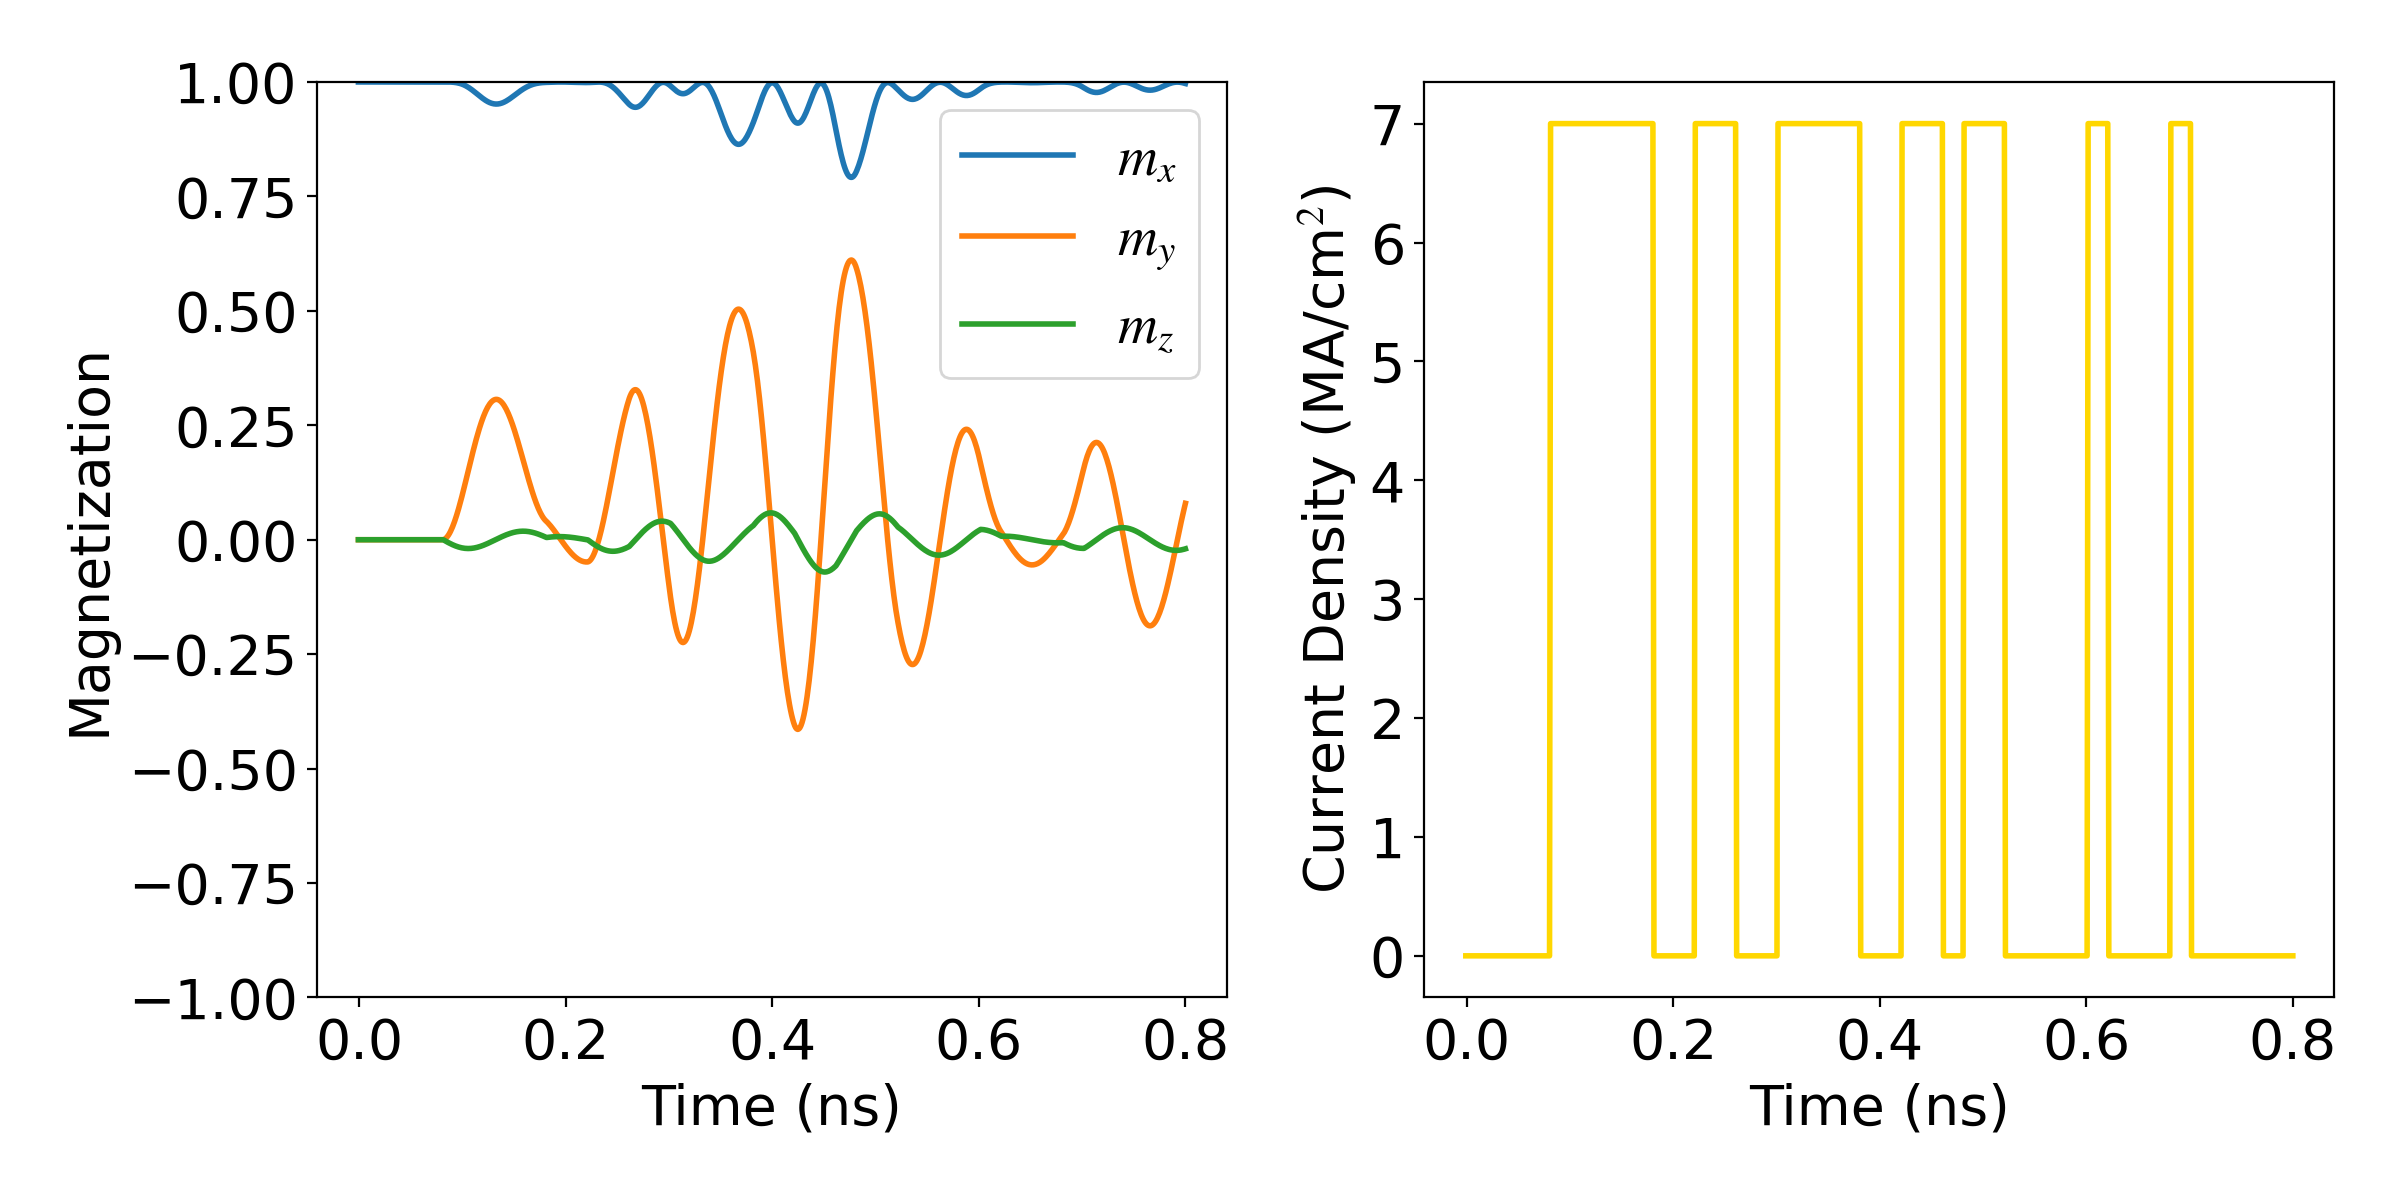 1.00
0.75
0.50
0.25
0.00
−0.25
−0.50
−0.75
−1.00
Magnetization
0.0 0.2 0.4 0.6 0.8
Time (ns)
m_x
m_y
m_z
7
6
5
4
3
2
1
0
Current Density (MA/cm²)
0.0 0.2 0.4 0.6 0.8
Time (ns)